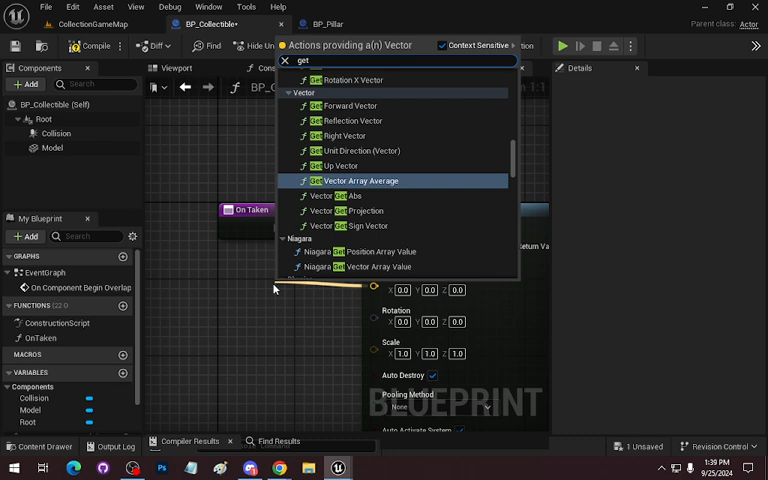 File Edit Asset View Debug Window Tools Help
CollectionGameMap
BP_Collectible*
BP_Pillar
Parent class: Actor
Compile
Diff
Find
Hide Un
Components
Viewport
Details
+ Add
Search
BP_Collectible (Self)
Root
Collision
Model
My Blueprint
+ Add
Search
GRAPHS
EventGraph
On Component Begin Overlap
FUNCTIONS
ConstructionScript
OnTaken
MACROS
VARIABLES
Components
Collision
Model
Root
On Taken
Actions providing a(n) Vector
Context Sensitive
get
Get Rotation X Vector
Vector
Get Forward Vector
Get Reflection Vector
Get Right Vector
Get Unit Direction (Vector)
Get Up Vector
Get Vector Array Average
Vector Get Abs
Vector Get Projection
Vector Get Sign Vector
Niagara
Niagara Get Position Array Value
Niagara Get Vector Array Value
eturn Va
X 0.0 Y 0.0 Z 0.0
Rotation
X 0.0 Y 0.0 Z 0.0
Scale
X 1.0 Y 1.0 Z 1.0
Auto Destroy
Pooling Method
None
Auto Activate System
BLUEPRINT
Content Drawer
Output Log
Compiler Results
Find Results
1 Unsaved
Revision Control
1:39 PM
9/25/2024